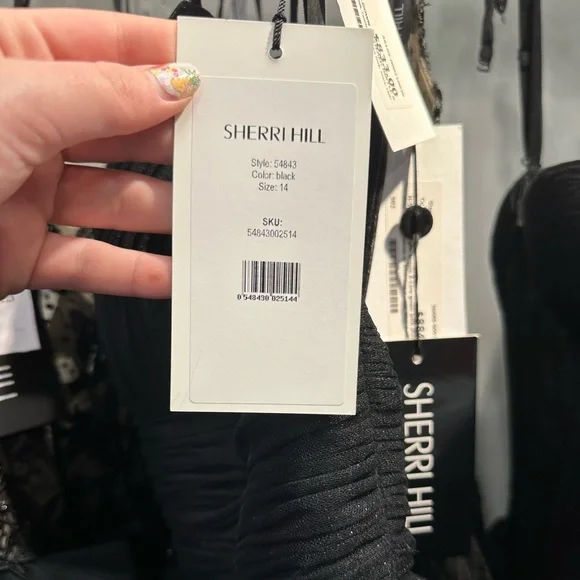 SHERRI HILL
Style: 54843
Color: black
Size: 14
SKU:
54843002514
0 548430 025144
SHERRI HILL